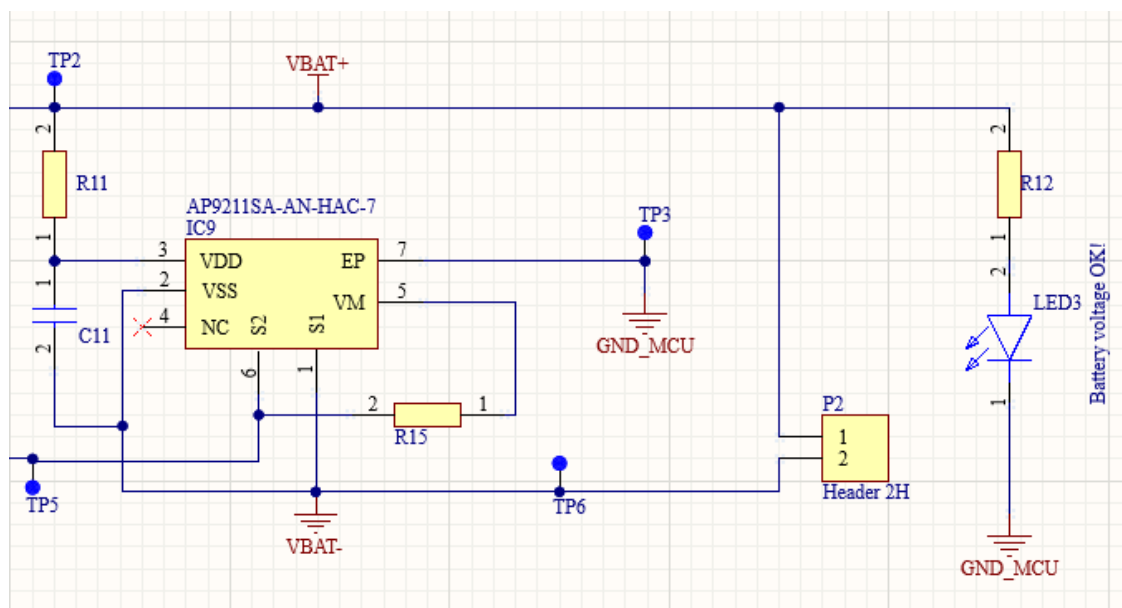 TP2
VBAT+
2
R11
1
2
R12
1
AP9211SA-AN-HAC-7
IC9
3 VDD
2 VSS
4 NC
EP 7
VM 5
S2
S1
6
1
TP3
GND_MCU
1
C11
2
2
LED3
1
Battery voltage OK!
2
1
R15
P2
1
2
Header 2H
TP5
TP6
VBAT-
GND_MCU